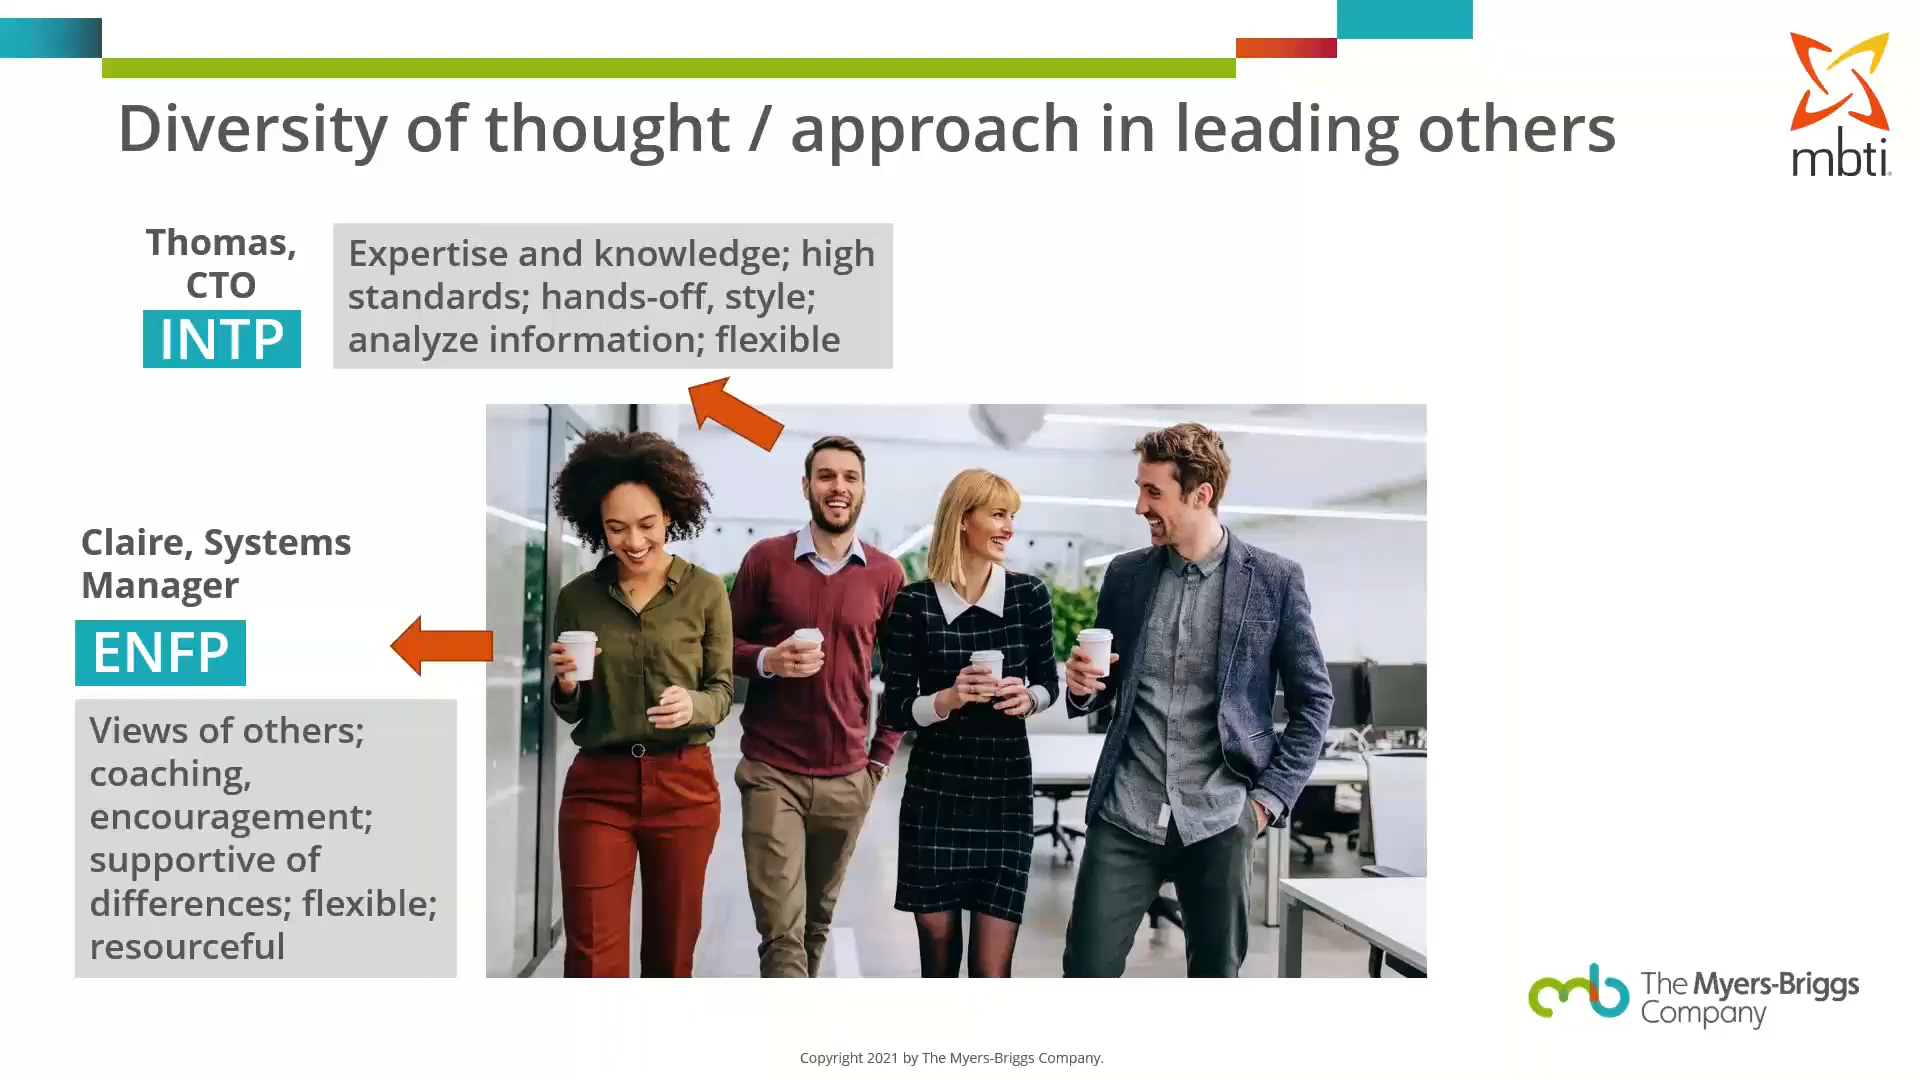 Diversity of thought / approach in leading others
mbti
Thomas,
CTO
INTP
Expertise and knowledge; high
standards; hands-off, style;
analyze information; flexible
Claire, Systems
Manager
ENFP
Views of others;
coaching,
encouragement;
supportive of
differences; flexible;
resourceful
The Myers-Briggs
Company
Copyright 2021 by The Myers-Briggs Company.